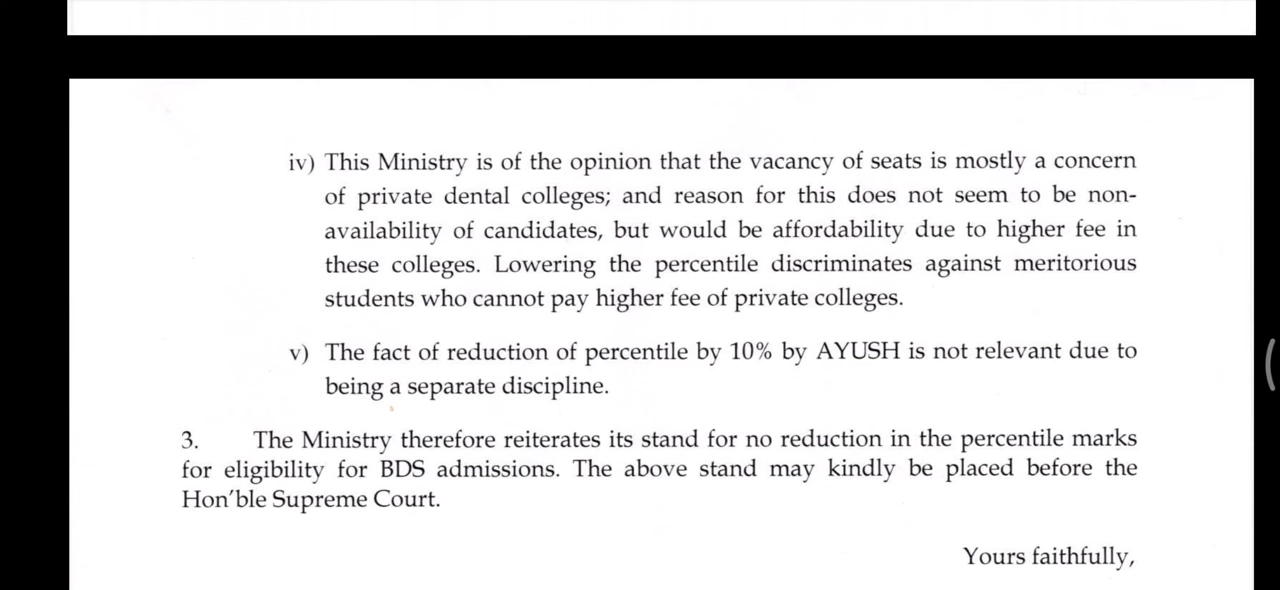 iv) This Ministry is of the opinion that the vacancy of seats is mostly a concern
of private dental colleges; and reason for this does not seem to be non-
availability of candidates, but would be affordability due to higher fee in
these colleges. Lowering the percentile discriminates against meritorious
students who cannot pay higher fee of private colleges.
v) The fact of reduction of percentile by 10% by AYUSH is not relevant due to
being a separate discipline.
3. The Ministry therefore reiterates its stand for no reduction in the percentile marks
for eligibility for BDS admissions. The above stand may kindly be placed before the
Hon'ble Supreme Court.
Yours faithfully,